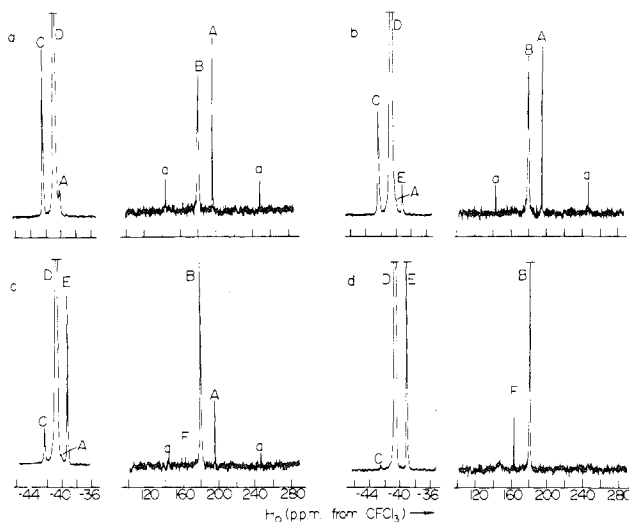 a C D A B A a a
b C D E A B A a a
c C D E A B A a F a
d C D E B F
-44 -40 -36 120 160 200 240 280 -44 -40 -36 120 160 200 240 280
H₀ (p.p.m. from CFCl₃) →